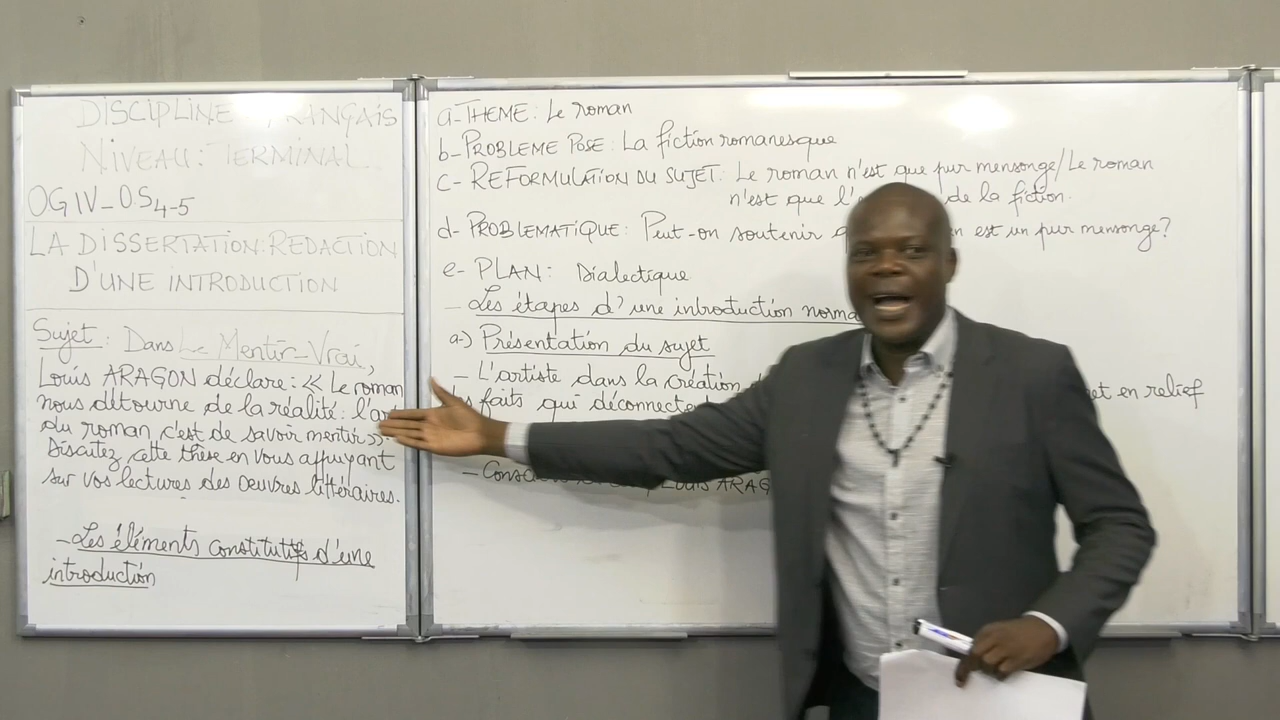 DISCIPLINE : FRANÇAIS
NIVEAU : TERMINAL
OG IV_OS4-5
LA DISSERTATION: REDACTION
D'UNE INTRODUCTION
Sujet : Dans Le Mentir-Vrai,
Louis ARAGON déclare : « Le roman
nous détourne de la réalité : l'a
du roman, c'est de savoir mentir »
Discutez cette thèse en vous appuyant
sur vos lectures des oeuvres littéraires.
- Les éléments constitutifs d'une
introduction
a- THEME : Le roman
b- PROBLEME POSE : La fiction romanesque
c- REFORMULATION DU SUJET : Le roman n'est que pur mensonge/Le roman
n'est que l' de la fiction.
d- PROBLEMATIQUE : Peut-on soutenir est un pur mensonge?
e- PLAN : Dialectique
- Les étapes d'une introduction norma
a-) Présentation du sujet
- L'artiste dans la création
faits qui déconnecte et en relief
- Louis ARAG